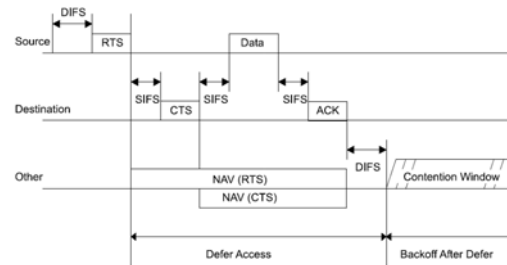 DIFS
Source
RTS
Data
SIFS
SIFS
SIFS
Destination
CTS
ACK
DIFS
Other
NAV (RTS)
Contention Window
NAV (CTS)
Defer Access
Backoff After Defer